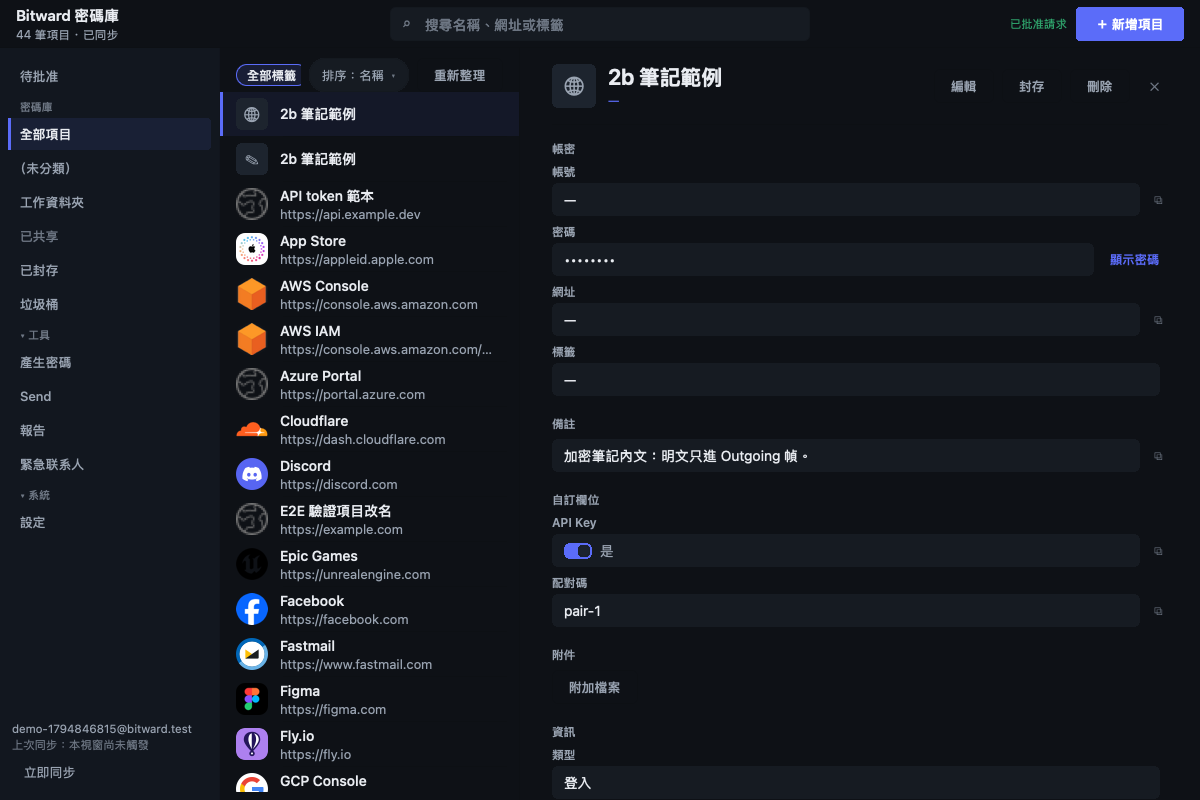 Bitward 密碼庫
44 筆項目 · 已同步
搜尋名稱、網址或標籤
已批准請求
+ 新增項目
待批准
密碼庫
全部項目
(未分類)
工作資料夾
已共享
已封存
垃圾桶
工具
產生密碼
Send
報告
緊急联系人
系統
設定
demo-1794846815@bitward.test
上次同步：本視窗尚未觸發
立即同步
全部標籤
排序：名稱
重新整理
2b 筆記範例
2b 筆記範例
API token 範本
https://api.example.dev
App Store
https://appleid.apple.com
AWS Console
https://console.aws.amazon.com
AWS IAM
https://console.aws.amazon.com/...
Azure Portal
https://portal.azure.com
Cloudflare
https://dash.cloudflare.com
Discord
https://discord.com
E2E 驗證項目改名
https://example.com
Epic Games
https://unrealengine.com
Facebook
https://facebook.com
Fastmail
https://www.fastmail.com
Figma
https://figma.com
Fly.io
https://fly.io
GCP Console
2b 筆記範例
—
編輯
封存
刪除
帳密
帳號
—
密碼
••••••••
顯示密碼
網址
—
標籤
—
備註
加密筆記內文：明文只進 Outgoing 幀。
自訂欄位
API Key
是
配對碼
pair-1
附件
附加檔案
資訊
類型
登入